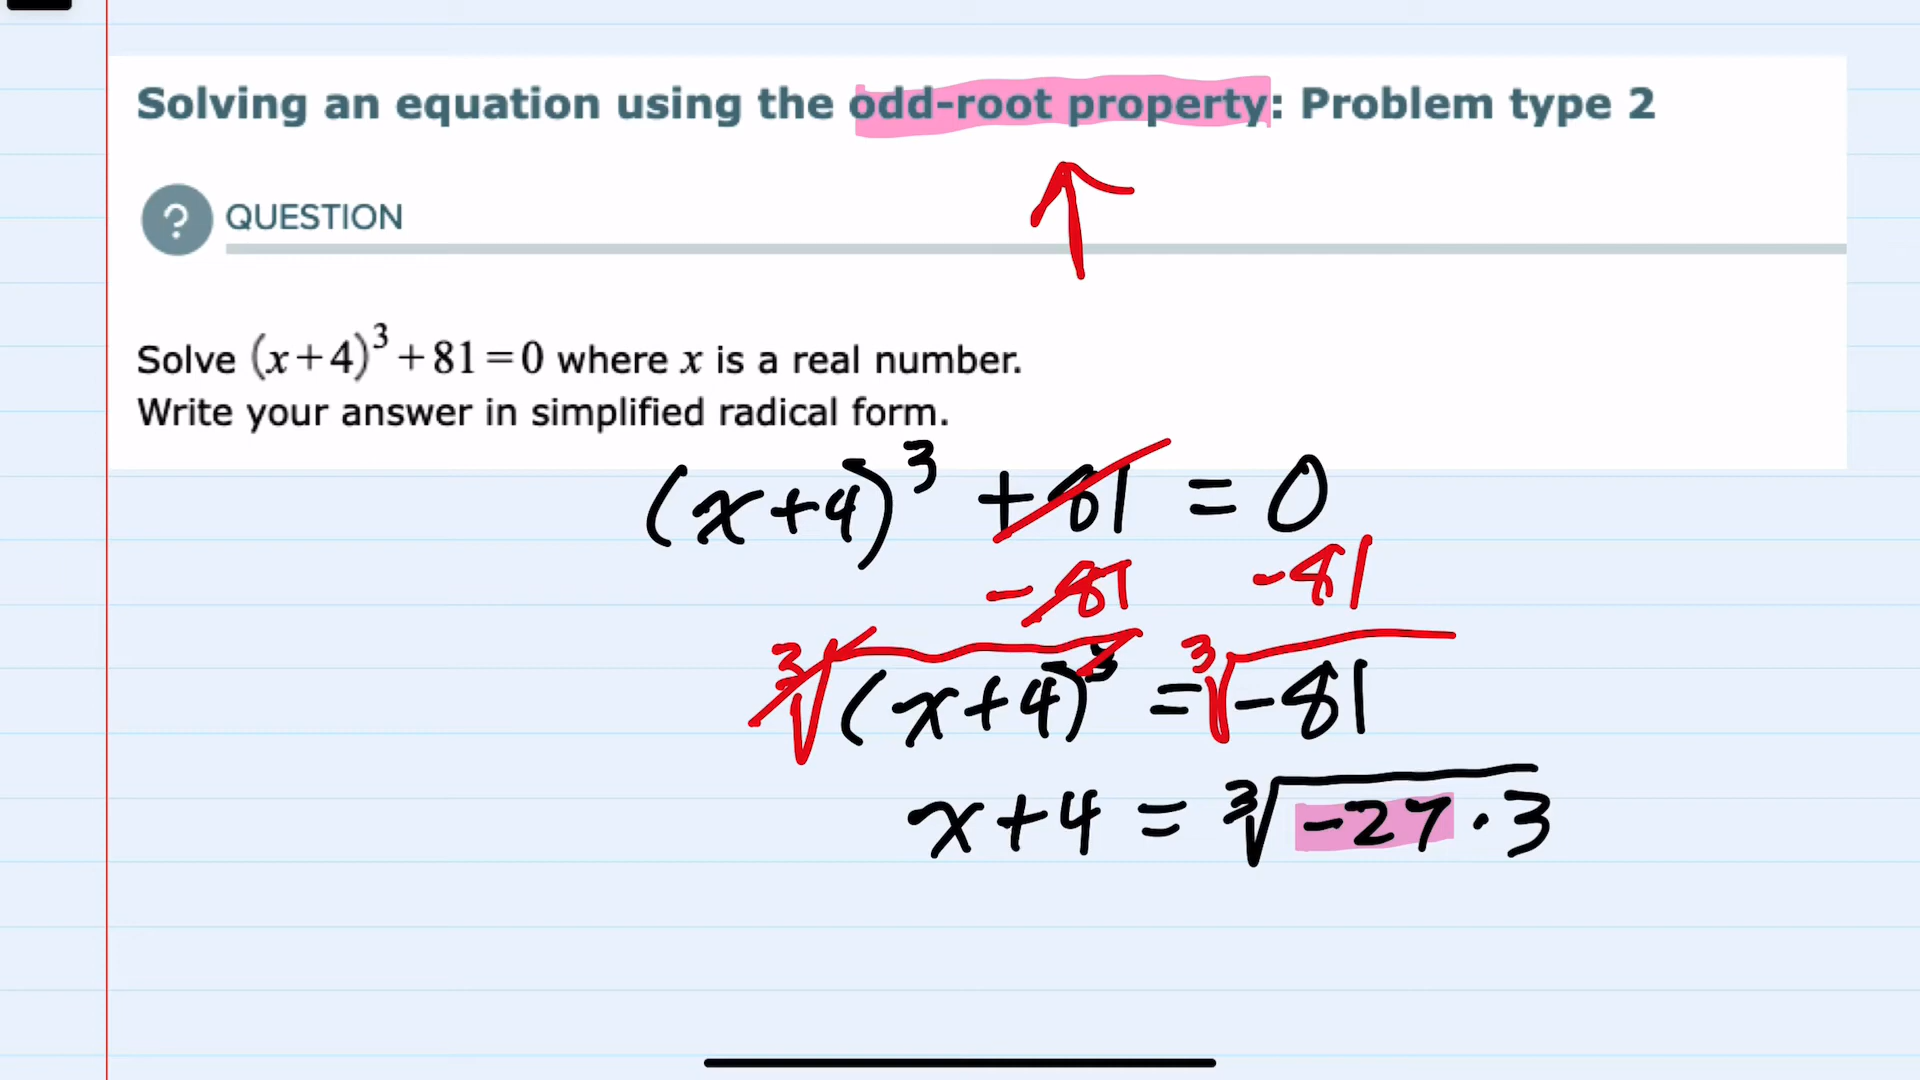 Solving an equation using the odd-root property: Problem type 2
? QUESTION
Solve (x+4)³+81=0 where x is a real number.
Write your answer in simplified radical form.
(x+4)³ +81 = 0
-81 -81
∛(x+4)³ = ∛-81
x+4 = ∛-27·3